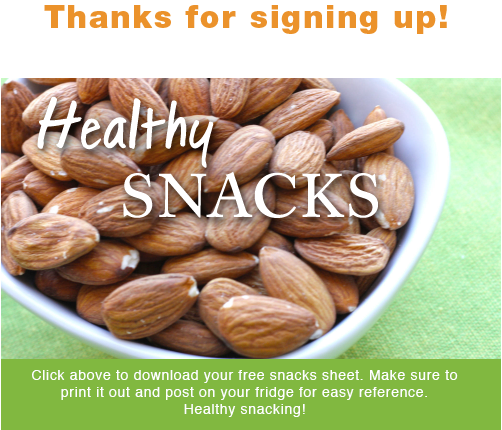 Thanks for signing up!
Healthy
SNACKS
Click above to download your free snacks sheet. Make sure to
print it out and post on your fridge for easy reference.
Healthy snacking!